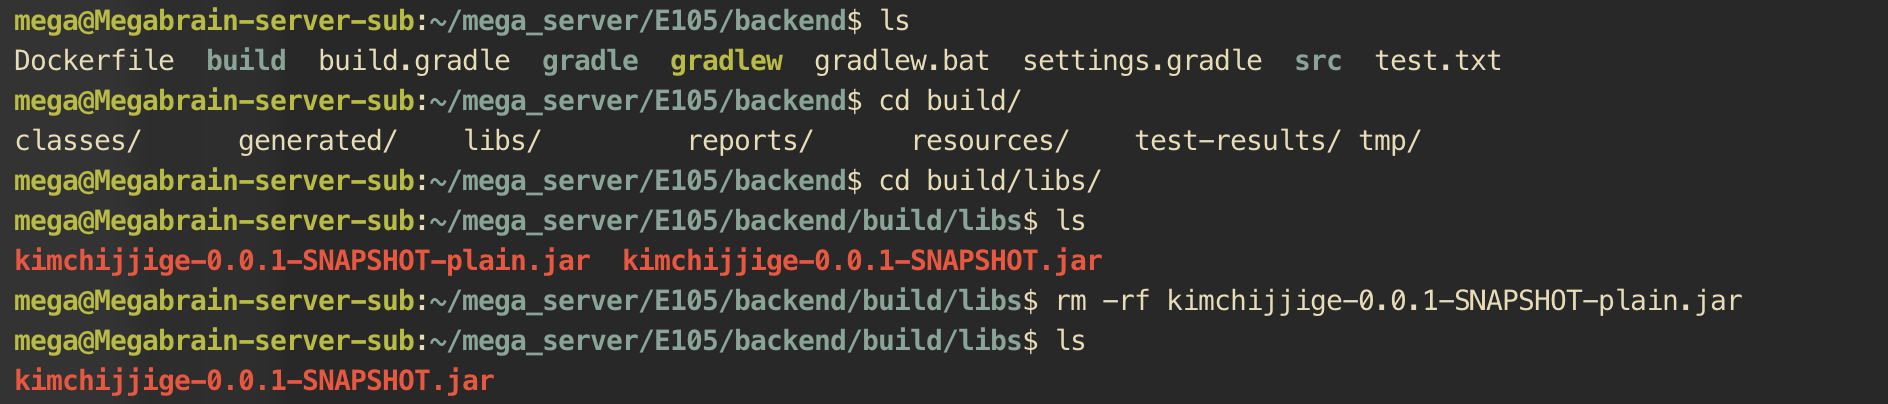 mega@Megabrain-server-sub:~/mega_server/E105/backend$ ls
Dockerfile  build  build.gradle  gradle  gradlew  gradlew.bat  settings.gradle  src  test.txt
mega@Megabrain-server-sub:~/mega_server/E105/backend$ cd build/
classes/      generated/    libs/         reports/      resources/    test-results/ tmp/
mega@Megabrain-server-sub:~/mega_server/E105/backend$ cd build/libs/
mega@Megabrain-server-sub:~/mega_server/E105/backend/build/libs$ ls
kimchijjige-0.0.1-SNAPSHOT-plain.jar  kimchijjige-0.0.1-SNAPSHOT.jar
mega@Megabrain-server-sub:~/mega_server/E105/backend/build/libs$ rm -rf kimchijjige-0.0.1-SNAPSHOT-plain.jar
mega@Megabrain-server-sub:~/mega_server/E105/backend/build/libs$ ls
kimchijjige-0.0.1-SNAPSHOT.jar